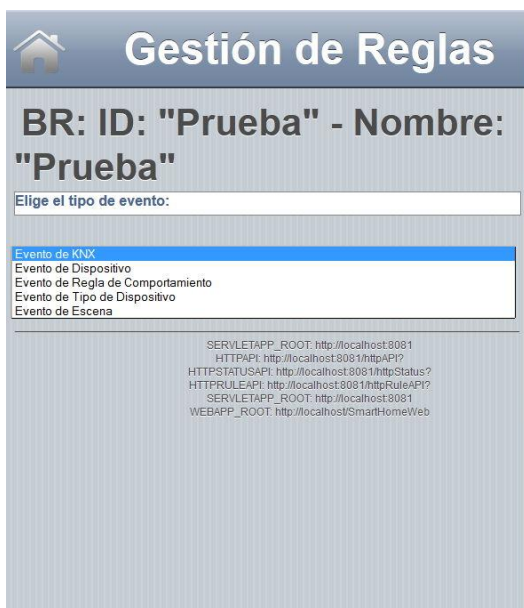 Gestión de Reglas
BR: ID: "Prueba" - Nombre:
"Prueba"
Elige el tipo de evento:
Evento de KNX
Evento de Dispositivo
Evento de Regla de Comportamiento
Evento de Tipo de Dispositivo
Evento de Escena
SERVLETAPP_ROOT: http://localhost:8081
HTTPAPI: http://localhost:8081/httpAPI?
HTTPSTATUSAPI: http://localhost:8081/httpStatus?
HTTPRULEAPI: http://localhost:8081/httpRuleAPI?
SERVLETAPP_ROOT: http://localhost:8081
WEBAPP_ROOT: http://localhost/SmartHomeWeb